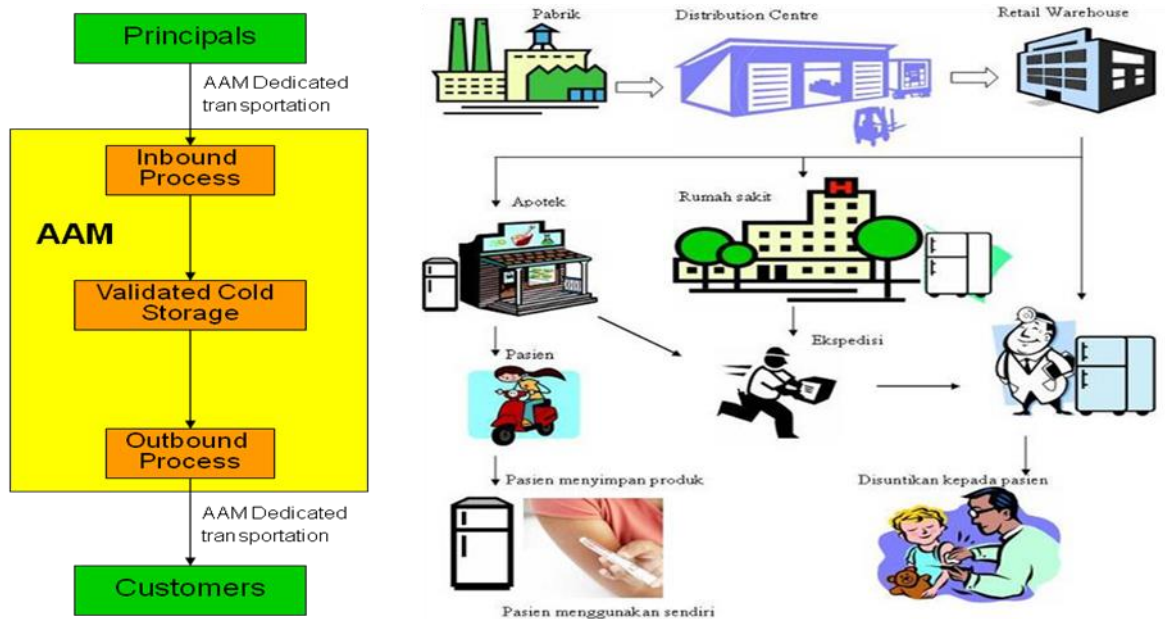 Principals
AAM Dedicated
transportation
Inbound
Process
AAM
Validated Cold
Storage
Outbound
Process
AAM Dedicated
transportation
Customers
Pabrik
Distribution Centre
Retail Warehouse
Apotek
Rumah sakit
H
Pasien
Ekspedisi
Pasien menyimpan produk
Disuntikan kepada pasien
Pasien menggunakan sendiri